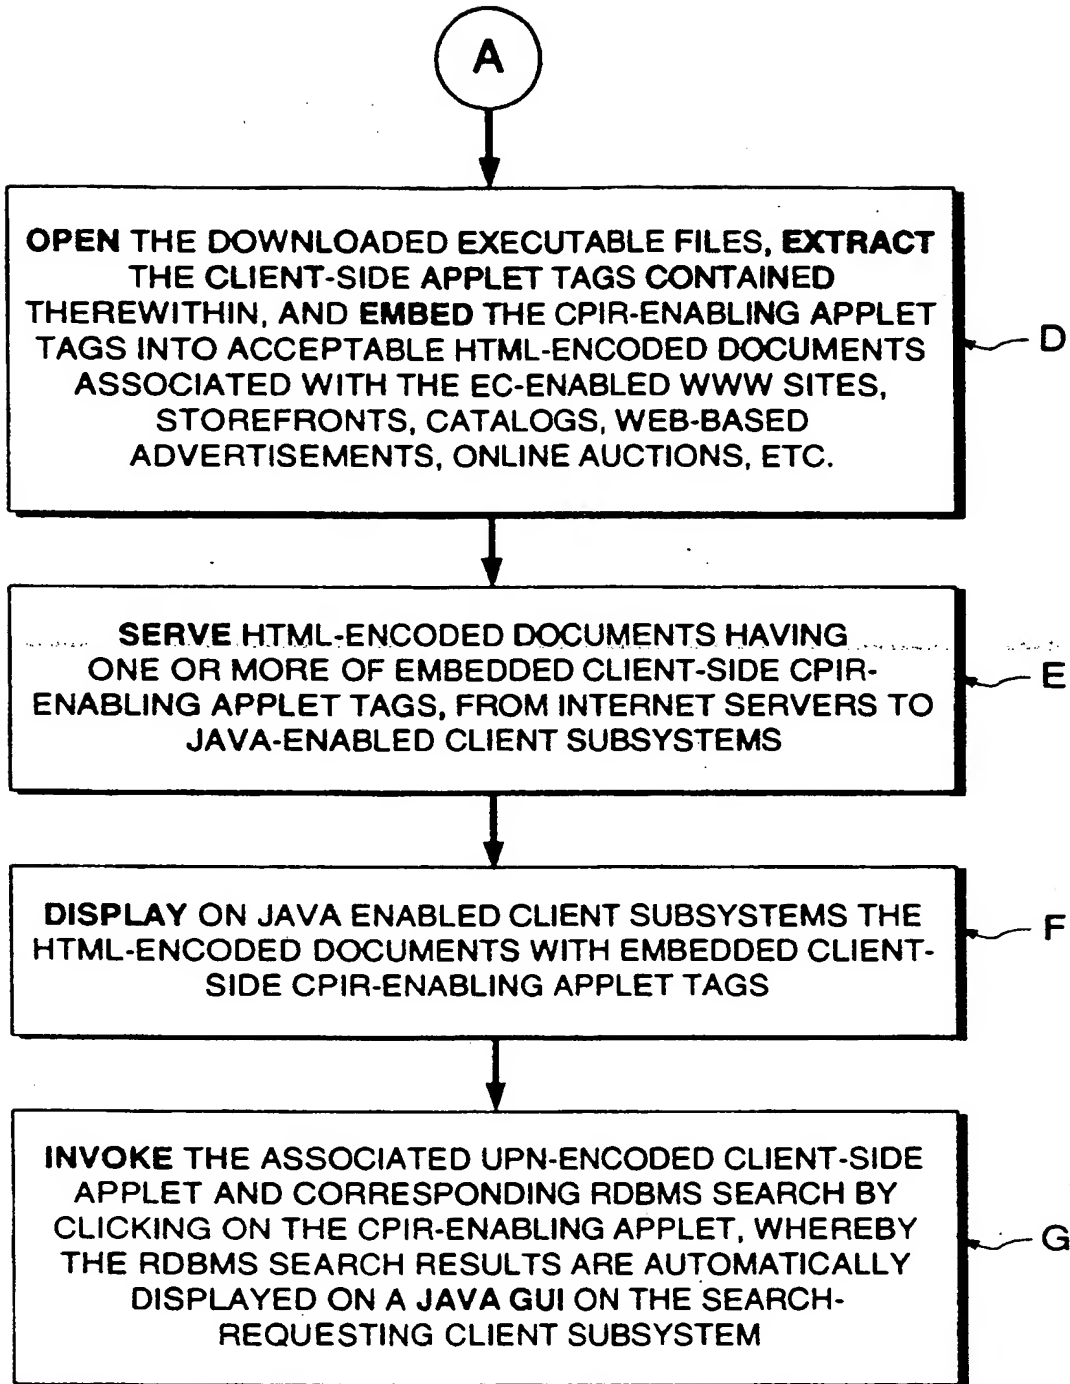 A
OPEN THE DOWNLOADED EXECUTABLE FILES, EXTRACT
THE CLIENT-SIDE APPLET TAGS CONTAINED
THEREWITHIN, AND EMBED THE CPIR-ENABLING APPLET
TAGS INTO ACCEPTABLE HTML-ENCODED DOCUMENTS
ASSOCIATED WITH THE EC-ENABLED WWW SITES,
STOREFRONTS, CATALOGS, WEB-BASED
ADVERTISEMENTS, ONLINE AUCTIONS, ETC.
D
SERVE HTML-ENCODED DOCUMENTS HAVING
ONE OR MORE OF EMBEDDED CLIENT-SIDE CPIR-
ENABLING APPLET TAGS, FROM INTERNET SERVERS TO
JAVA-ENABLED CLIENT SUBSYSTEMS
E
DISPLAY ON JAVA ENABLED CLIENT SUBSYSTEMS THE
HTML-ENCODED DOCUMENTS WITH EMBEDDED CLIENT-
SIDE CPIR-ENABLING APPLET TAGS
F
INVOKE THE ASSOCIATED UPN-ENCODED CLIENT-SIDE
APPLET AND CORRESPONDING RDBMS SEARCH BY
CLICKING ON THE CPIR-ENABLING APPLET, WHEREBY
THE RDBMS SEARCH RESULTS ARE AUTOMATICALLY
DISPLAYED ON A JAVA GUI ON THE SEARCH-
REQUESTING CLIENT SUBSYSTEM
G